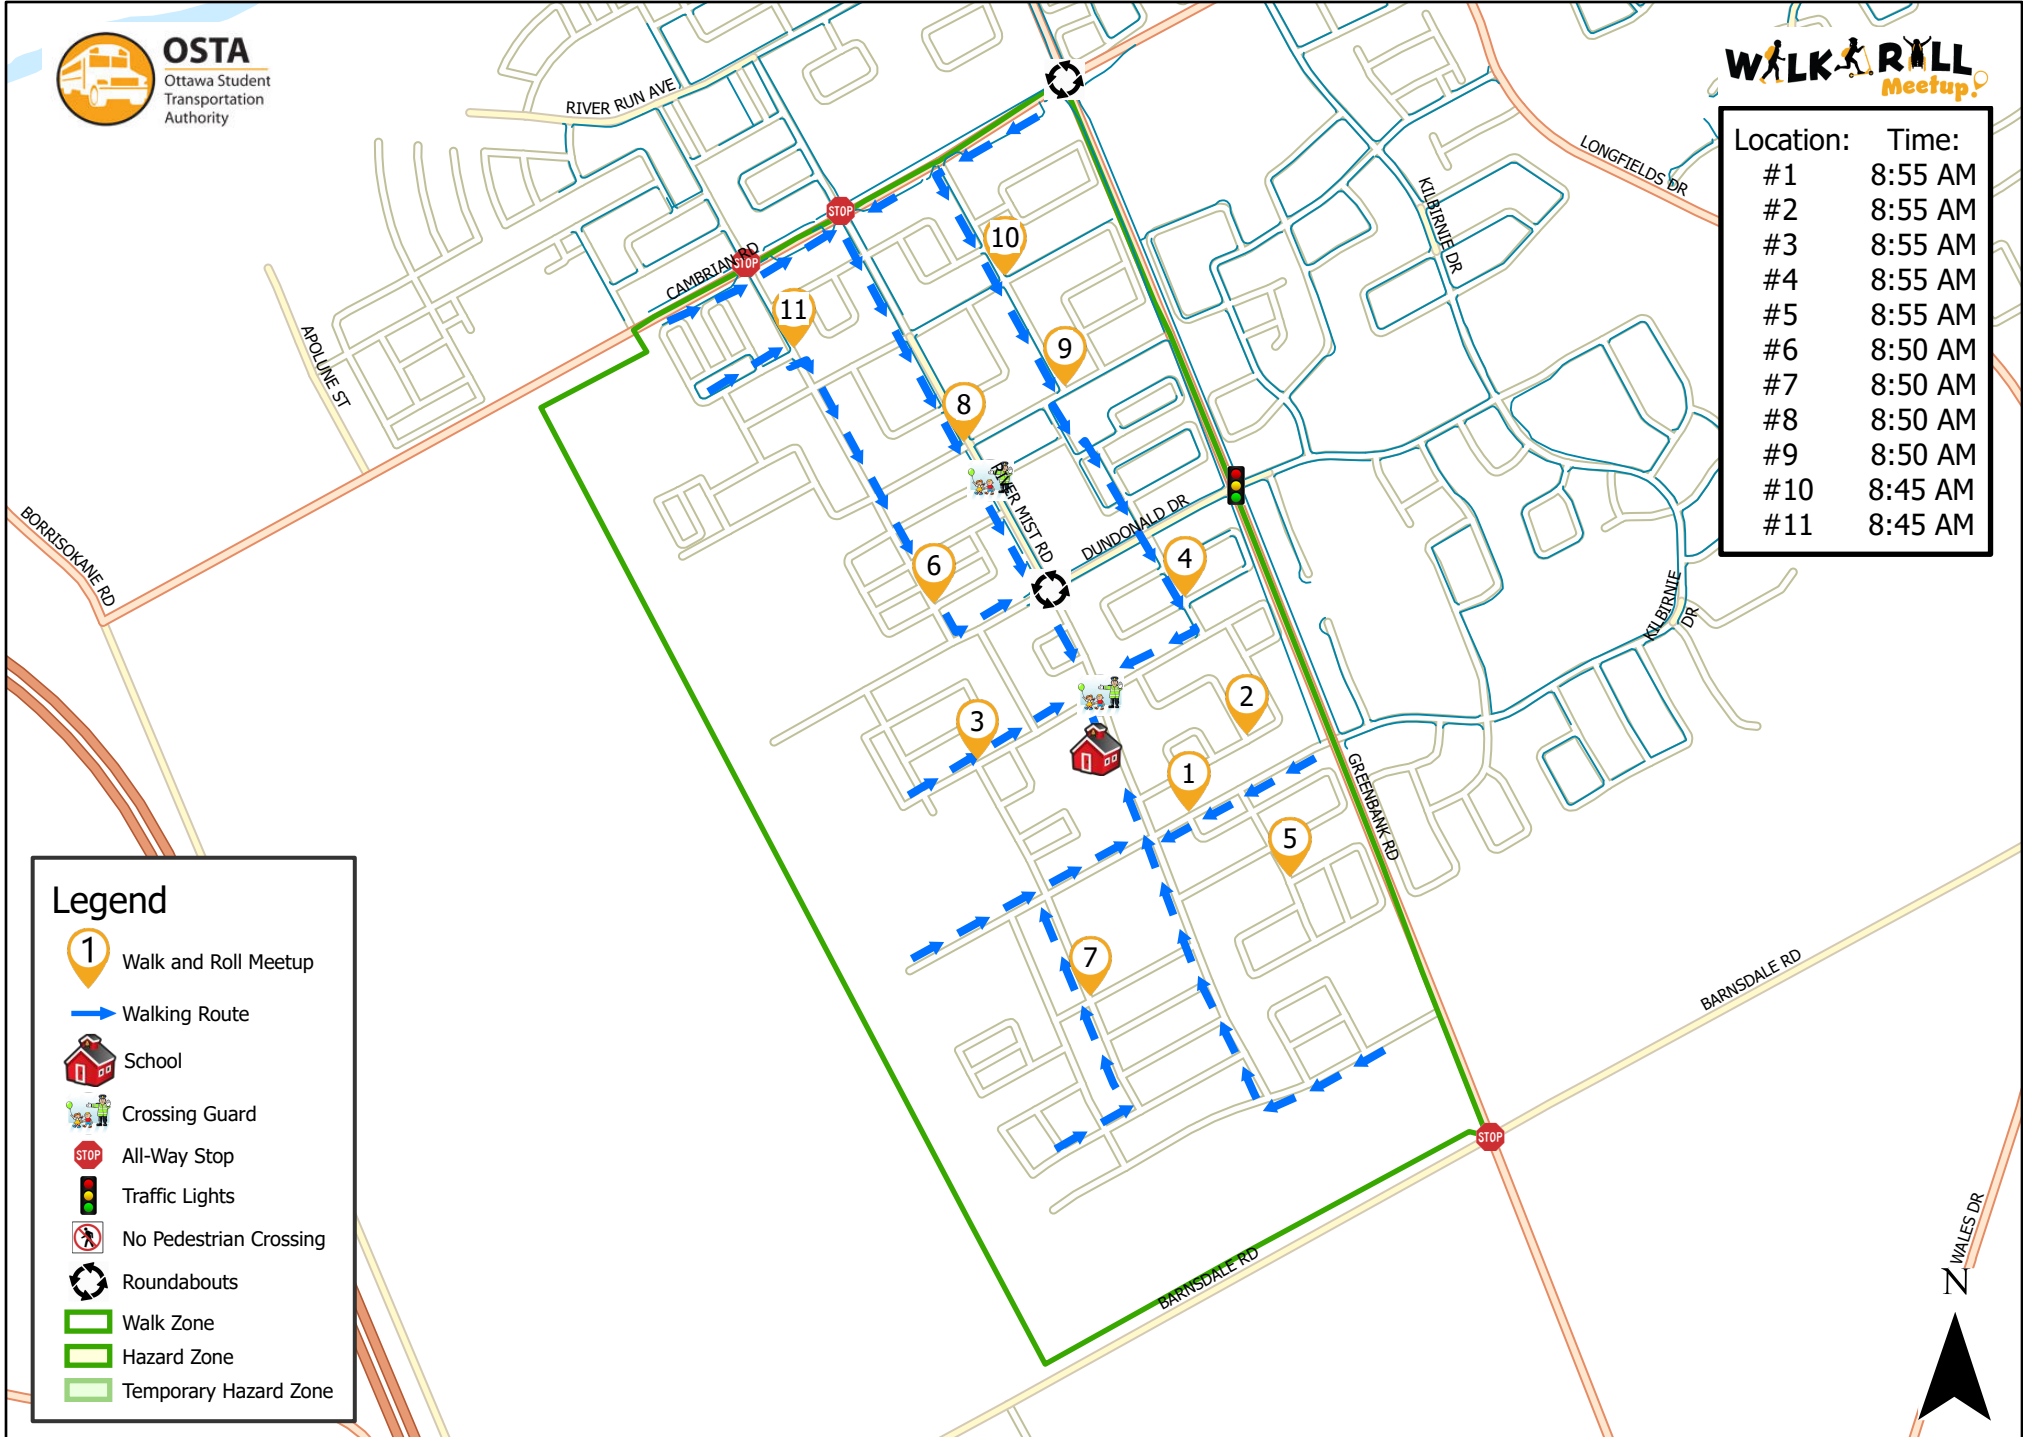 OSTA
Ottawa Student
Transportation
Authority
WALK & ROLL
Meetup!
Location: Time:
#1 8:55 AM
#2 8:55 AM
#3 8:55 AM
#4 8:55 AM
#5 8:55 AM
#6 8:50 AM
#7 8:50 AM
#8 8:50 AM
#9 8:50 AM
#10 8:45 AM
#11 8:45 AM
RIVER RUN AVE
LONGFIELDS DR
KILBIRNIE DR
STOP
10
CAMBRIAN RD
STOP
11
9
APOLUNE ST
8
RIVER MIST RD
DUNDONALD DR
BORRISOKANE RD
6
4
KILBIRNIE
DR
2
3
1
GREENBANK RD
5
7
BARNSDALE RD
STOP
BARNSDALE RD
WALES DR
N
Legend
1 Walk and Roll Meetup
Walking Route
School
Crossing Guard
STOP All-Way Stop
Traffic Lights
No Pedestrian Crossing
Roundabouts
Walk Zone
Hazard Zone
Temporary Hazard Zone